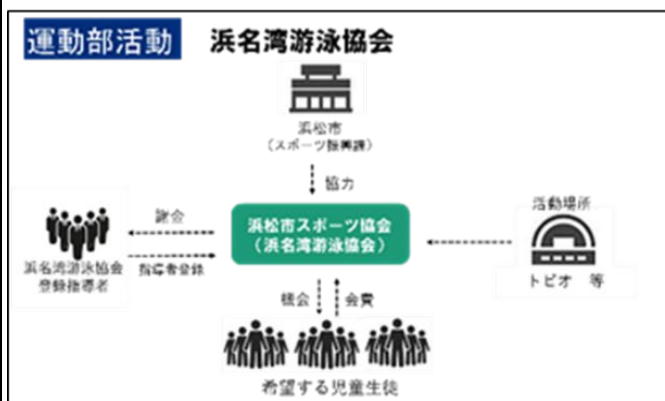 運動部活動 浜名湾游泳協会
浜松市
(スポーツ振興課)
協力
浜松市スポーツ協会
(浜名湾游泳協会)
謝金
指導者登録
浜名湾游泳協会
登録指導者
活動場所
トビオ 等
機会
会費
希望する児童生徒